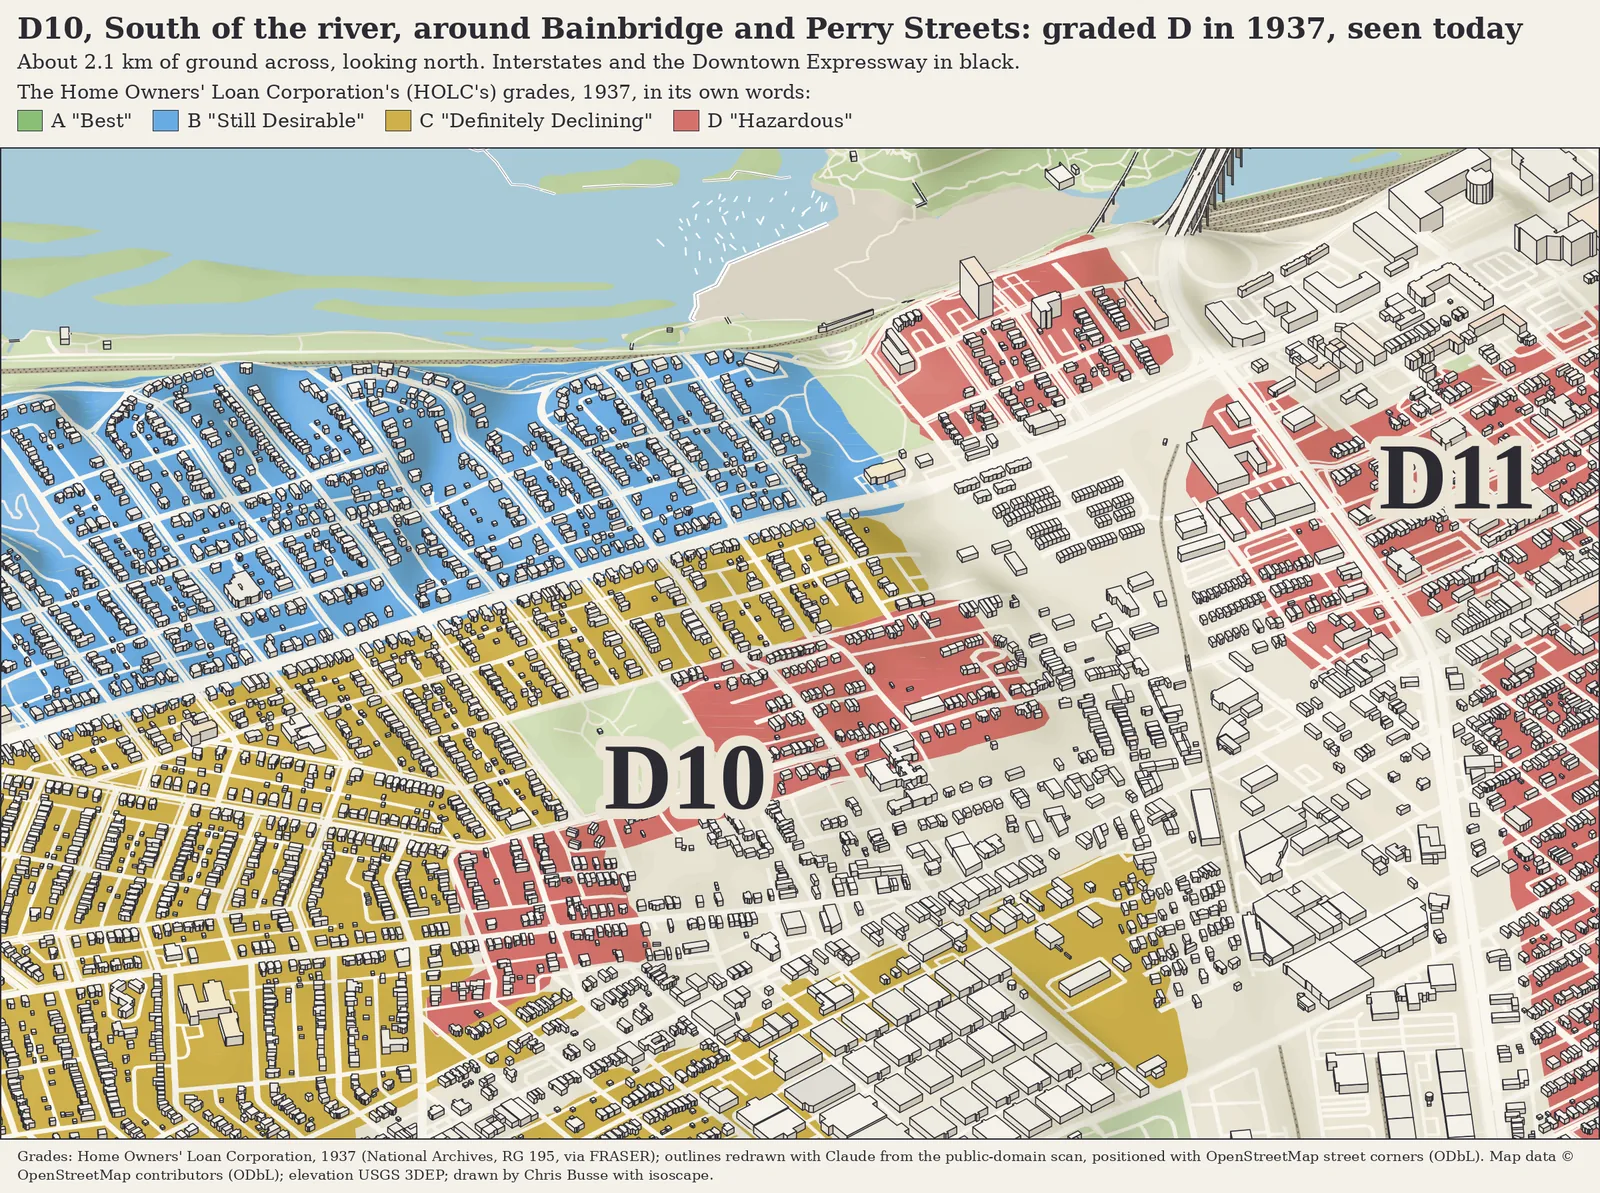 D10, South of the river, around Bainbridge and Perry Streets: graded D in 1937, seen today
About 2.1 km of ground across, looking north. Interstates and the Downtown Expressway in black.
The Home Owners' Loan Corporation's (HOLC's) grades, 1937, in its own words:
A "Best" B "Still Desirable" C "Definitely Declining" D "Hazardous"
D11
D10
Grades: Home Owners' Loan Corporation, 1937 (National Archives, RG 195, via FRASER); outlines redrawn with Claude from the public-domain scan, positioned with OpenStreetMap street corners (ODbL). Map data ©
OpenStreetMap contributors (ODbL); elevation USGS 3DEP; drawn by Chris Busse with isoscape.